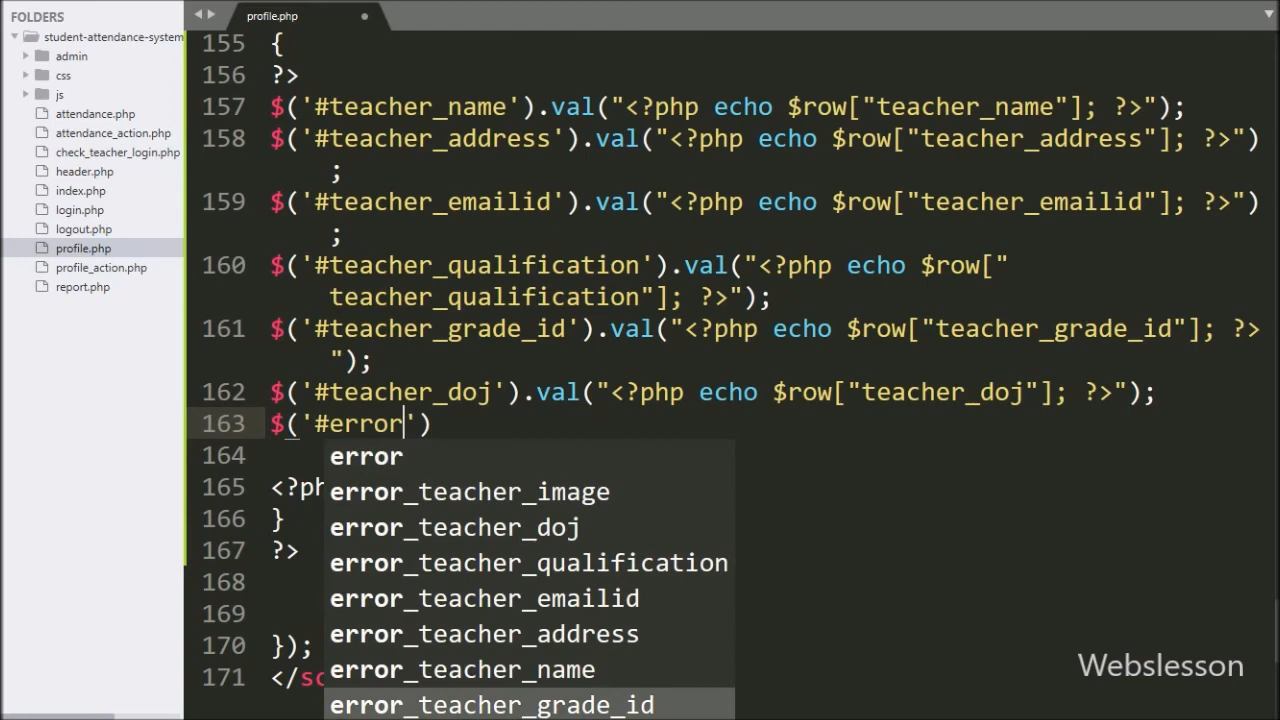 FOLDERS
student-attendance-system
admin
css
js
attendance.php
attendance_action.php
check_teacher_login.php
header.php
index.php
login.php
logout.php
profile.php
profile_action.php
report.php
profile.php
155 {
156 ?>
157 $('#teacher_name').val("<?php echo $row["teacher_name"]; ?>");
158 $('#teacher_address').val("<?php echo $row["teacher_address"]; ?>")
;
159 $('#teacher_emailid').val("<?php echo $row["teacher_emailid"]; ?>")
;
160 $('#teacher_qualification').val("<?php echo $row["
teacher_qualification"]; ?>");
161 $('#teacher_grade_id').val("<?php echo $row["teacher_grade_id"]; ?>
");
162 $('#teacher_doj').val("<?php echo $row["teacher_doj"]; ?>");
163 $('#error')
164
165 <?ph
166 }
167 ?>
168
169
170 });
171 </sc
error
error_teacher_image
error_teacher_doj
error_teacher_qualification
error_teacher_emailid
error_teacher_address
error_teacher_name
error_teacher_grade_id
Webslesson